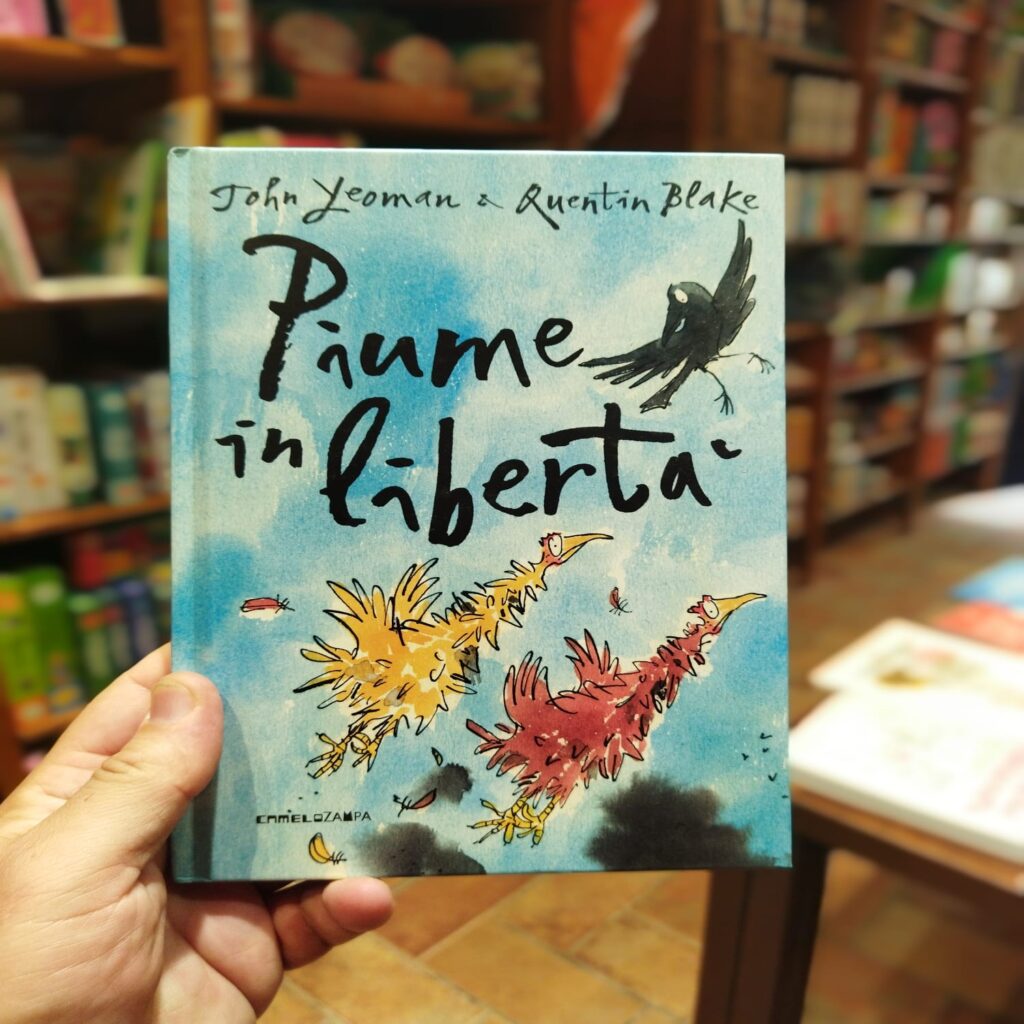 John Yeoman & Quentin Blake
Piume
in libertà
CAMELOZAMPA